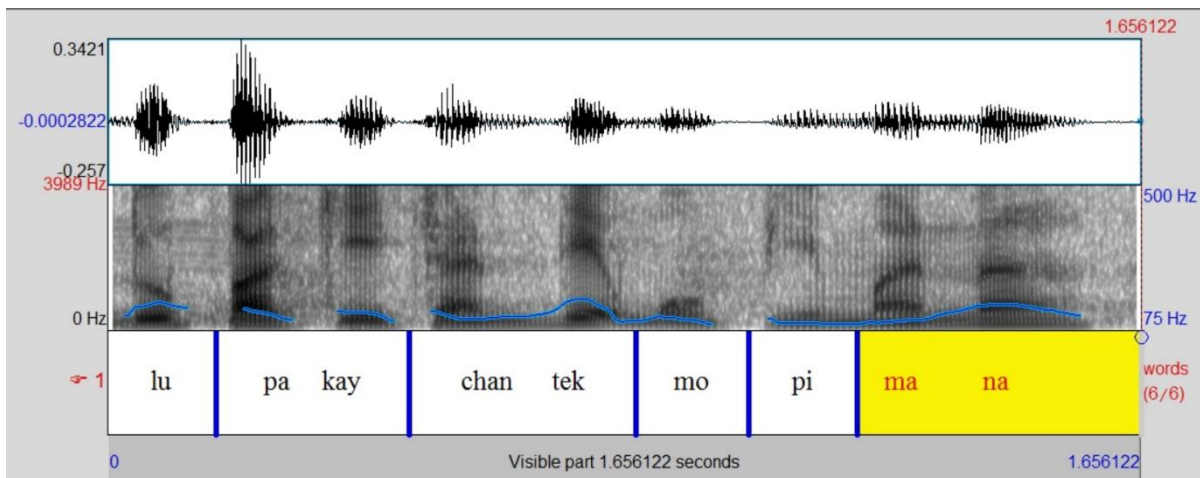 1.656122
0.3421
-0.0002822
-0.257
3989 Hz
500 Hz
0 Hz
75 Hz
1 lu pa kay chan tek mo pi ma na
words
(6/6)
0 Visible part 1.656122 seconds 1.656122